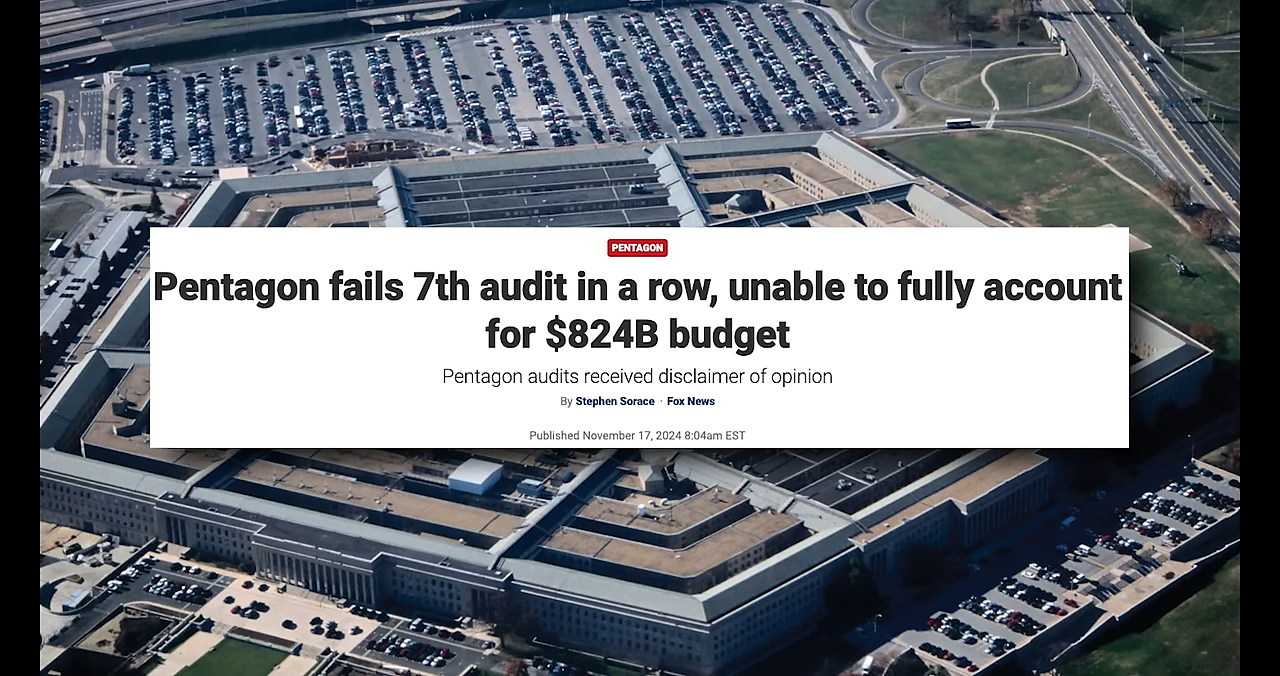 PENTAGON
Pentagon fails 7th audit in a row, unable to fully account
for $824B budget
Pentagon audits received disclaimer of opinion
By Stephen Sorace · Fox News
Published November 17, 2024 8:04am EST